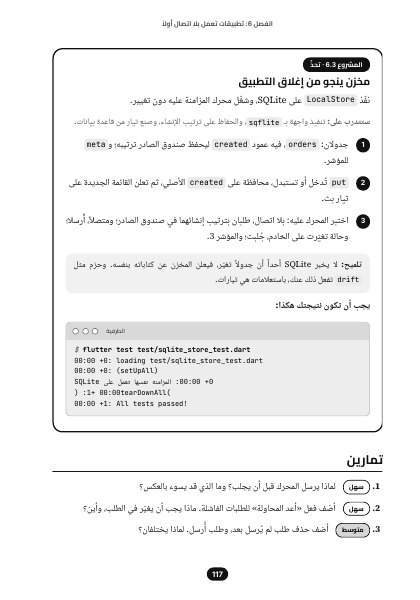 الفصل 6: تطبيقات تعمل بلا اتصال أولاً
المشروع 6.3 · تحدٍّ
مخزن ينجو من إغلاق التطبيق
نفّذ LocalStore على SQLite، وشغّل محرك المزامنة عليه دون تغيير.
ستتدرب على: تنفيذ واجهة بـ sqflite، والحفاظ على ترتيب الإنشاء، وصنع تيار من قاعدة بيانات.
1 جدولان: orders، فيه عمود created ليحفظ صندوق الصادر ترتيبه؛ و meta
للمؤشر.
2 put تُدخل أو تستبدل، محافظة على created الأصلي، ثم تعلن القائمة الجديدة على
تيار بث.
3 اختبر المحرك عليه: بلا اتصال، طلبان بترتيب إنشائهما في صندوق الصادر؛ ومتصلاً، أُرسلا؛
وحالة تغيّرت على الخادم، جُلبت؛ والمؤشر 3.
تلميح: لا يخبر SQLite أحداً أن جدولاً تغيّر، فيعلن المخزن عن كتاباته بنفسه. وحزم مثل
drift تفعل ذلك عنك، باستعلامات هي تيارات.
يجب أن تكون نتيجتك هكذا:
الطرفية
$ flutter test test/sqlite_store_test.dart
00:00 +0: loading test/sqlite_store_test.dart
00:00 +0: (setUpAll)
00:00 +0: المزامنة نفسها تعمل على SQLite
) :1+ 00:00tearDownAll(
00:00 +1: All tests passed!
تمارين
1. سهل لماذا يرسل المحرك قبل أن يجلب؟ وما الذي قد يسوء بالعكس؟
2. سهل أضف فعل «أعد المحاولة» للطلبات الفاشلة. ماذا يجب أن يغيّر في الطلب، وأين؟
3. متوسط أضف حذف طلب لم يُرسل بعد، وطلب أُرسل. لماذا يختلفان؟
117